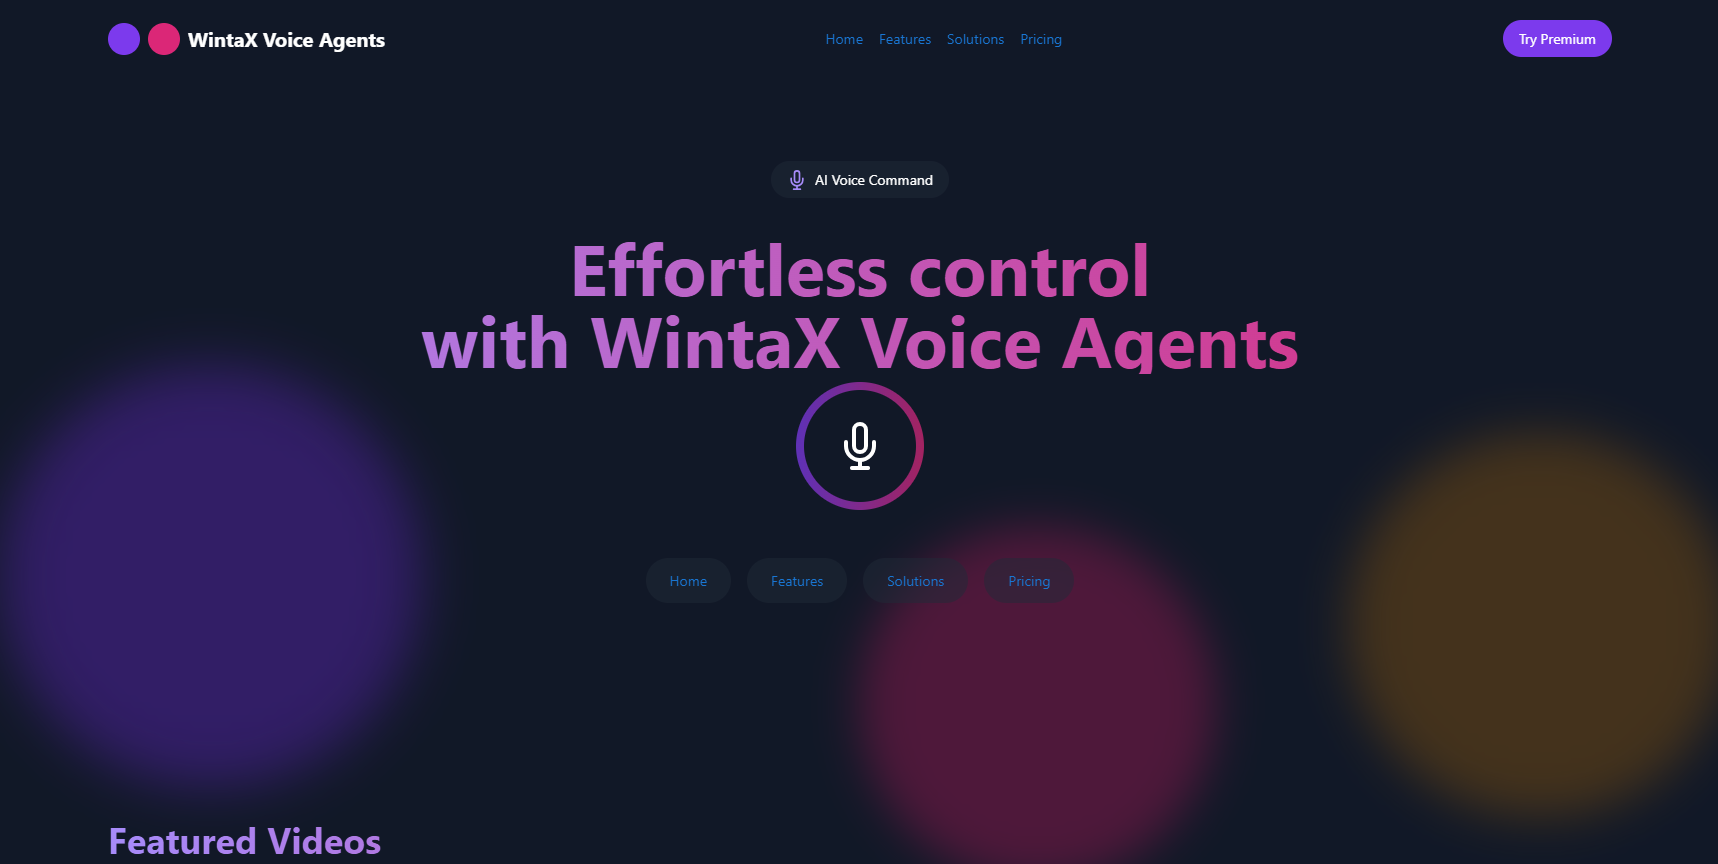 WintaX Voice Agents
Home Features Solutions Pricing
Try Premium
AI Voice Command
Effortless control
with WintaX Voice Agents
Home Features Solutions Pricing
Featured Videos